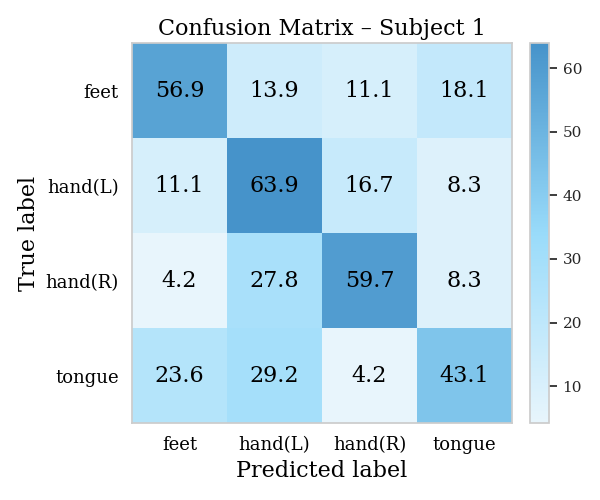 Confusion Matrix – Subject 1
feet 56.9 13.9 11.1 18.1
hand(L) 11.1 63.9 16.7 8.3
hand(R) 4.2 27.8 59.7 8.3
tongue 23.6 29.2 4.2 43.1
feet hand(L) hand(R) tongue
Predicted label
True label
60
50
40
30
20
10